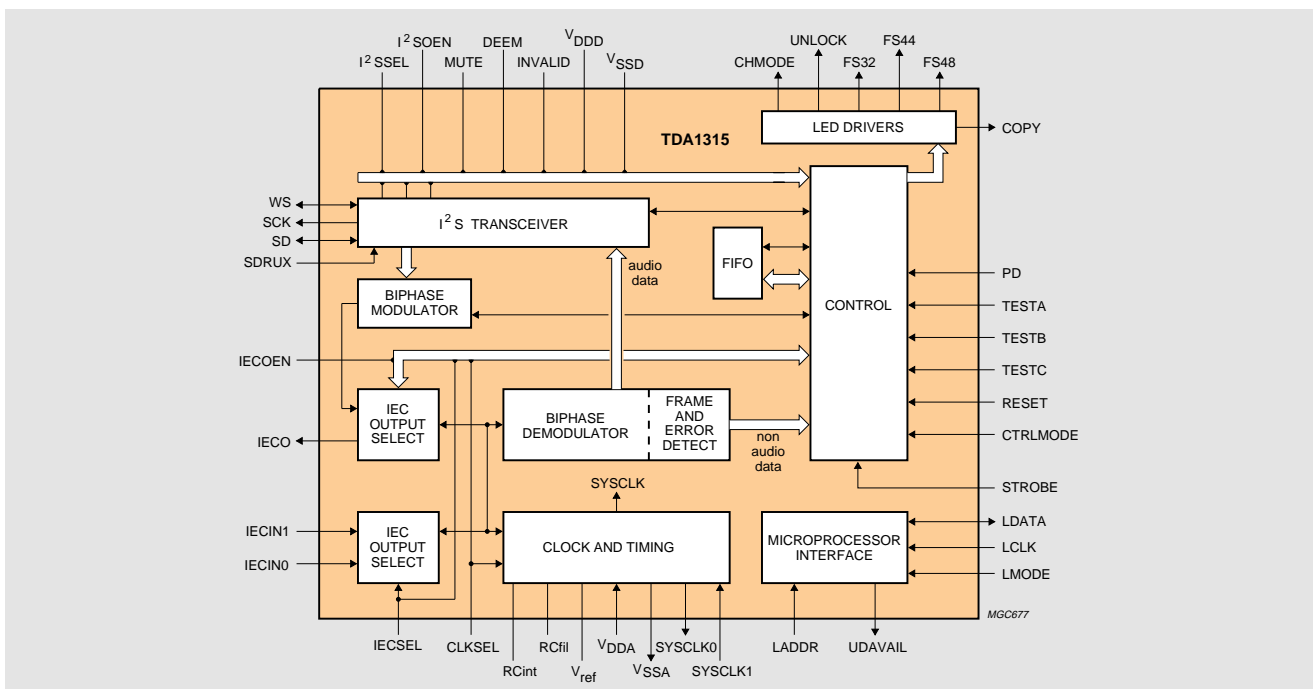 I²SOEN
DEEM
VDDD
I²SSEL
MUTE
INVALID
VSSD
UNLOCK
FS44
CHMODE
FS32
FS48
TDA1315
LED DRIVERS
COPY
WS
SCK
SD
SDRUX
I²S TRANSCEIVER
audio
data
FIFO
CONTROL
BIPHASE
MODULATOR
PD
TESTA
TESTB
TESTC
RESET
CTRLMODE
STROBE
IECOEN
IEC
OUTPUT
SELECT
IECO
BIPHASE
DEMODULATOR
FRAME
AND
ERROR
DETECT
non
audio
data
SYSCLK
IECIN1
IECIN0
IEC
OUTPUT
SELECT
CLOCK AND TIMING
MICROPROCESSOR
INTERFACE
LDATA
LCLK
LMODE
MGC677
IECSEL
CLKSEL
RCint
RCfil
Vref
VDDA
VSSA
SYSCLK0
SYSCLK1
LADDR
UDAVAIL